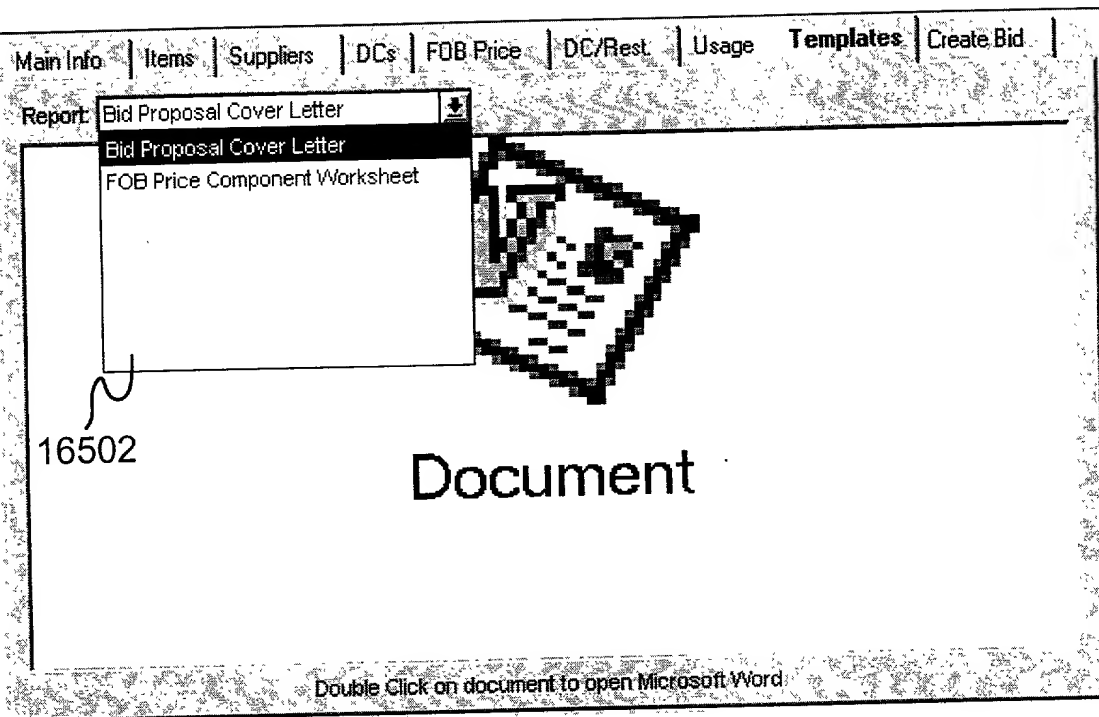 Main Info Items Suppliers DCs FOB Price DC/Rest. Usage Templates Create Bid
Report: Bid Proposal Cover Letter
Bid Proposal Cover Letter
FOB Price Component Worksheet
16502
Document
Double Click on document to open Microsoft Word